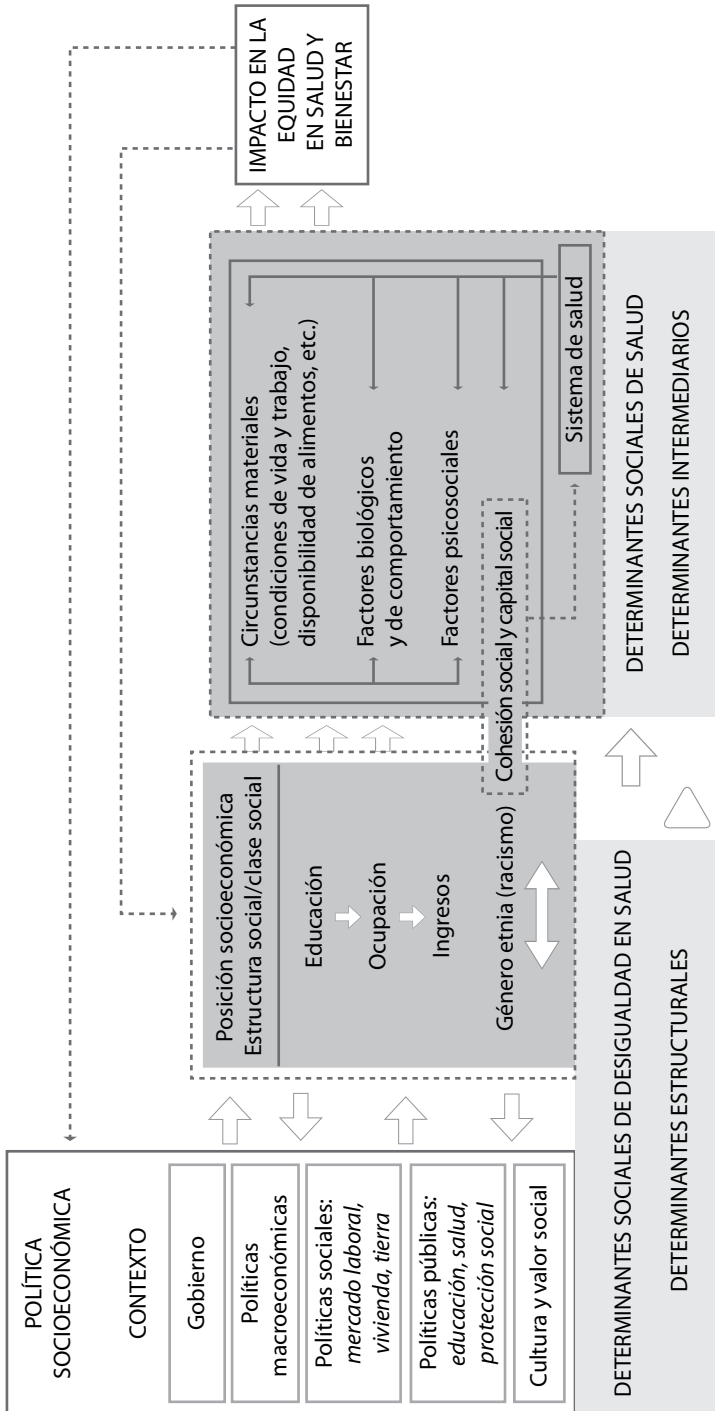 POLÍTICA
SOCIOECONÓMICA
CONTEXTO
Gobierno
Políticas
macroeconómicas
Políticas sociales:
mercado laboral,
vivienda, tierra
Políticas públicas:
educación, salud,
protección social
Cultura y valor social
Posición socioeconómica
Estructura social/clase social
Educación
Ocupación
Ingresos
Género etnia (racismo)
Cohesión social y capital social
Circunstancias materiales
(condiciones de vida y trabajo,
disponibilidad de alimentos, etc.)
Factores biológicos
y de comportamiento
Factores psicosociales
Sistema de salud
IMPACTO EN LA
EQUIDAD
EN SALUD Y
BIENESTAR
DETERMINANTES SOCIALES DE DESIGUALDAD EN SALUD
DETERMINANTES ESTRUCTURALES
DETERMINANTES SOCIALES DE SALUD
DETERMINANTES INTERMEDIARIOS